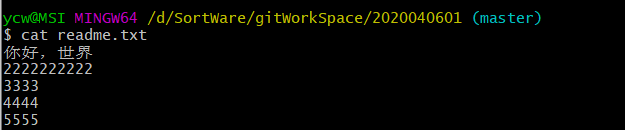 ycw@MSI MINGW64 /d/SortWare/gitWorkSpace/2020040601 (master)
$ cat readme.txt
你好，世界
2222222222
3333
4444
5555